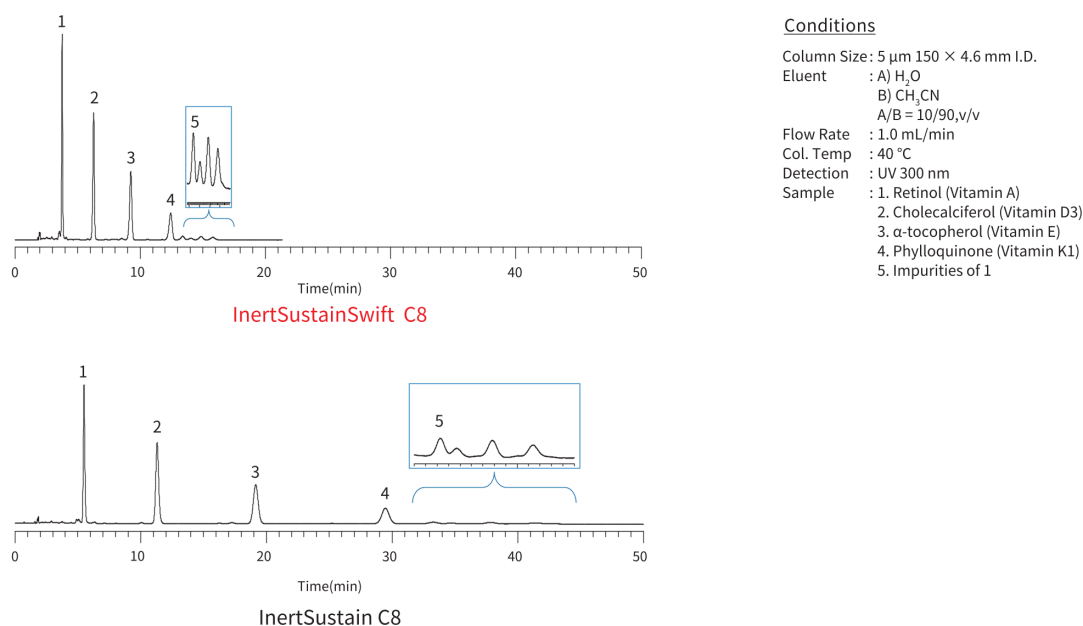 1
2
3
4
5
0 10 20 30 40 50
Time(min)
InertSustainSwift C8
1
2
3
4
5
0 10 20 30 40 50
Time(min)
InertSustain C8
Conditions
Column Size: 5 μm 150 × 4.6 mm I.D.
Eluent : A) H2O
B) CH3CN
A/B = 10/90,v/v
Flow Rate : 1.0 mL/min
Col. Temp : 40 °C
Detection : UV 300 nm
Sample : 1. Retinol (Vitamin A)
2. Cholecalciferol (Vitamin D3)
3. α-tocopherol (Vitamin E)
4. Phylloquinone (Vitamin K1)
5. Impurities of 1